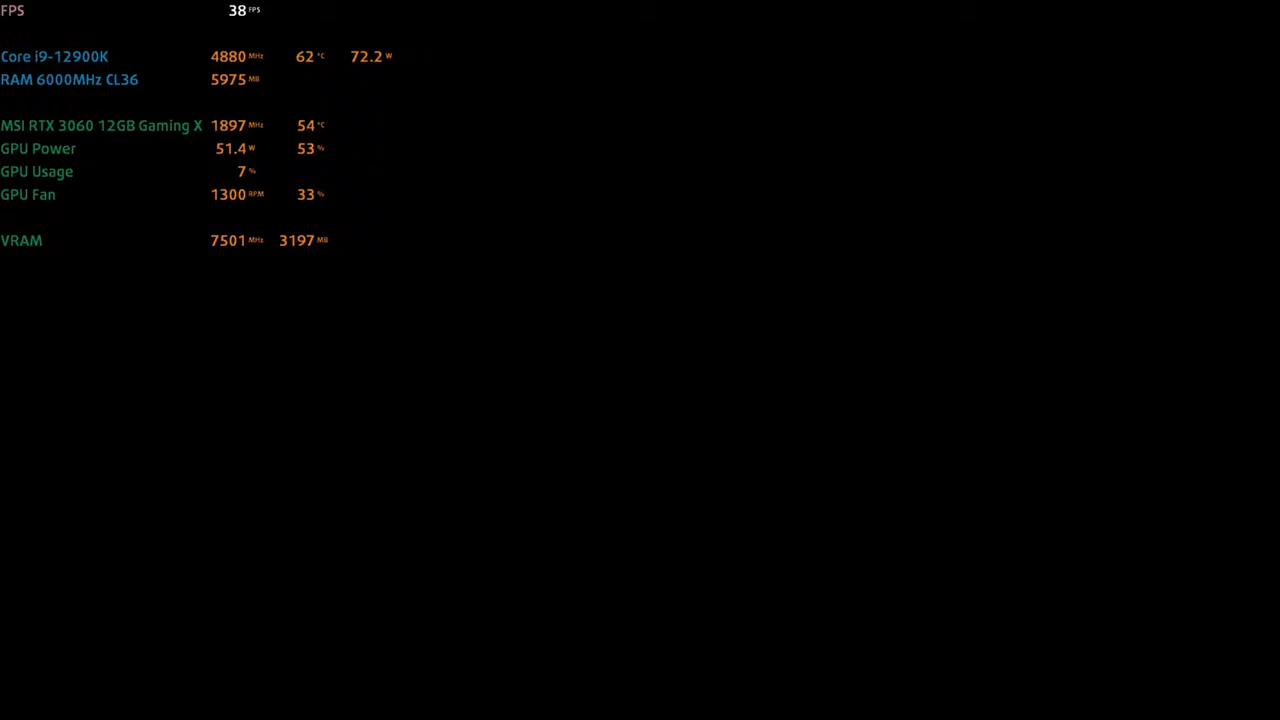 FPS 38 FPS
Core i9-12900K 4880 MHz 62 °C 72.2 W
RAM 6000MHz CL36 5975 MB
MSI RTX 3060 12GB Gaming X 1897 MHz 54 °C
GPU Power 51.4 W 53 %
GPU Usage 7 %
GPU Fan 1300 RPM 33 %
VRAM 7501 MHz 3197 MB